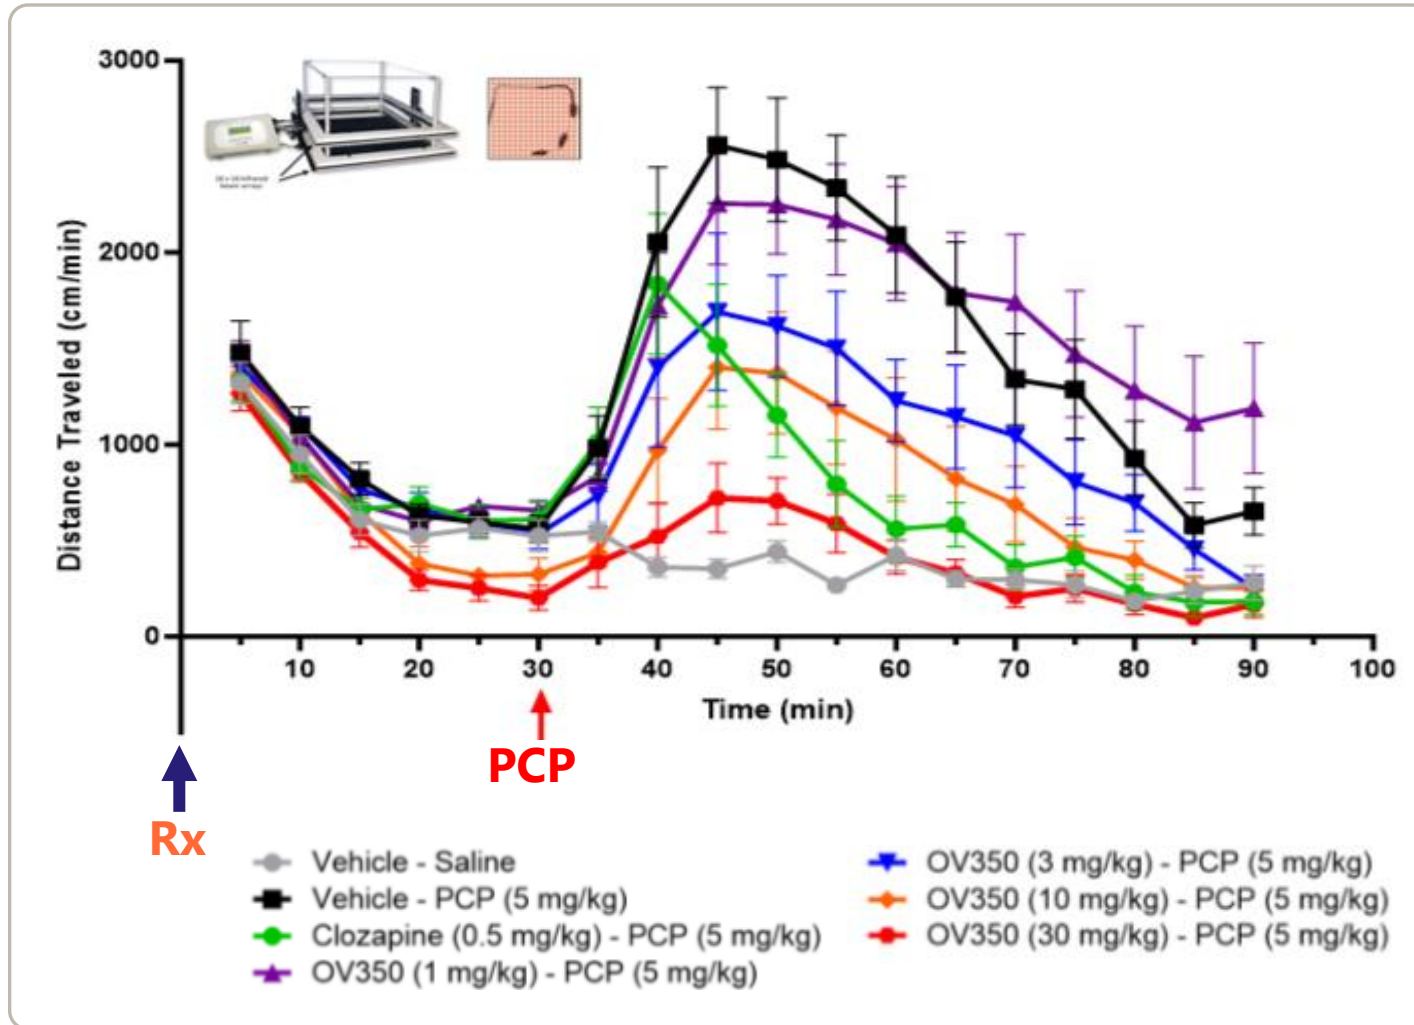 3000
2000
1000
0
Distance Traveled (cm/min)
10 20 30 40 50 60 70 80 90 100
Time (min)
PCP
Rx
Vehicle - Saline
Vehicle - PCP (5 mg/kg)
Clozapine (0.5 mg/kg) - PCP (5 mg/kg)
OV350 (1 mg/kg) - PCP (5 mg/kg)
OV350 (3 mg/kg) - PCP (5 mg/kg)
OV350 (10 mg/kg) - PCP (5 mg/kg)
OV350 (30 mg/kg) - PCP (5 mg/kg)